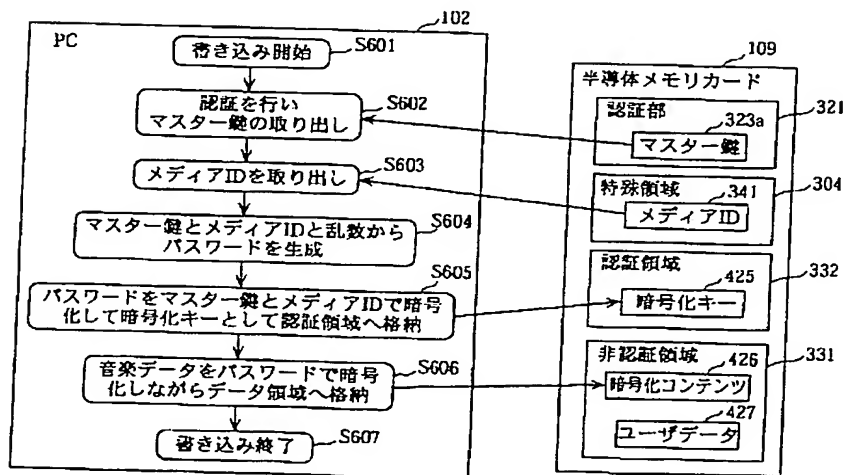 102
PC
書き込み開始
S601
認証を行い
マスター鍵の取り出し
S602
メディアIDを取り出し
S603
マスター鍵とメディアIDと乱数から
パスワードを生成
S604
パスワードをマスター鍵とメディアIDで暗号
化して暗号化キーとして認証領域へ格納
S605
音楽データをパスワードで暗号
化しながらデータ領域へ格納
S606
書き込み終了
S607
109
半導体メモリカード
認証部
323a
321
マスター鍵
特殊領域
341
304
メディアID
認証領域
425
332
暗号化キー
非認証領域
426
331
暗号化コンテンツ
427
ユーザデータ